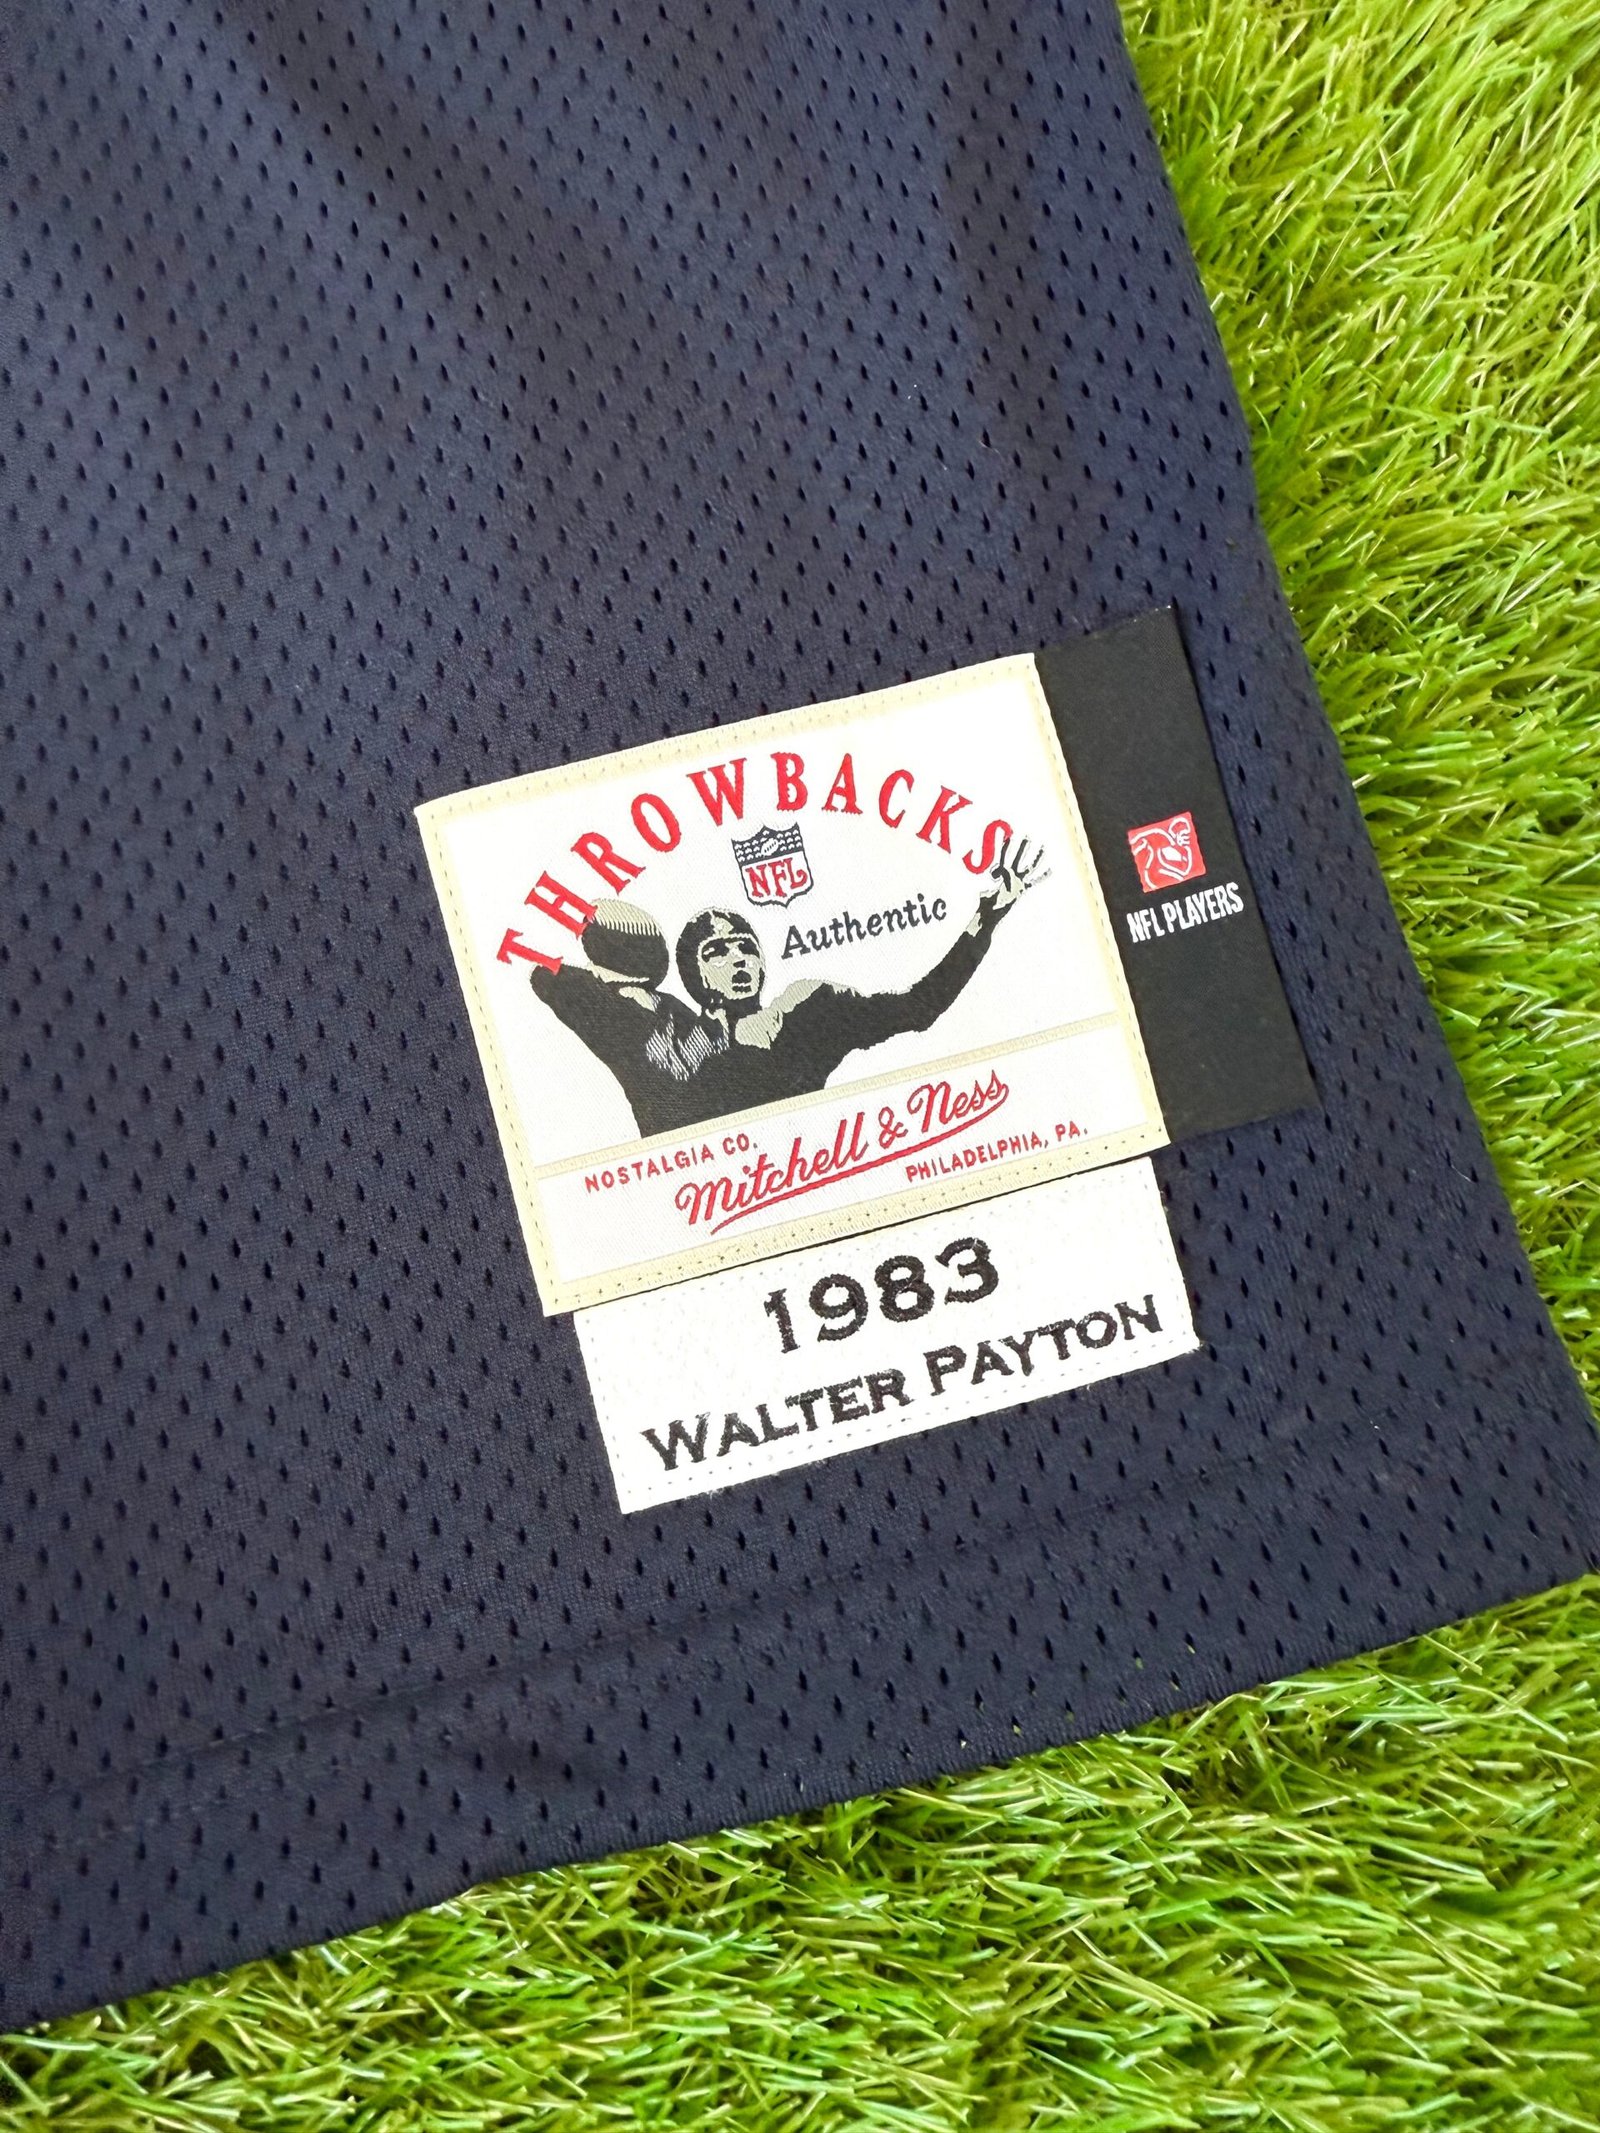 THROWBACKS
NFL
Authentic
NFL PLAYERS
NOSTALGIA CO.
Mitchell & Ness
PHILADELPHIA, PA.
1983
WALTER PAYTON